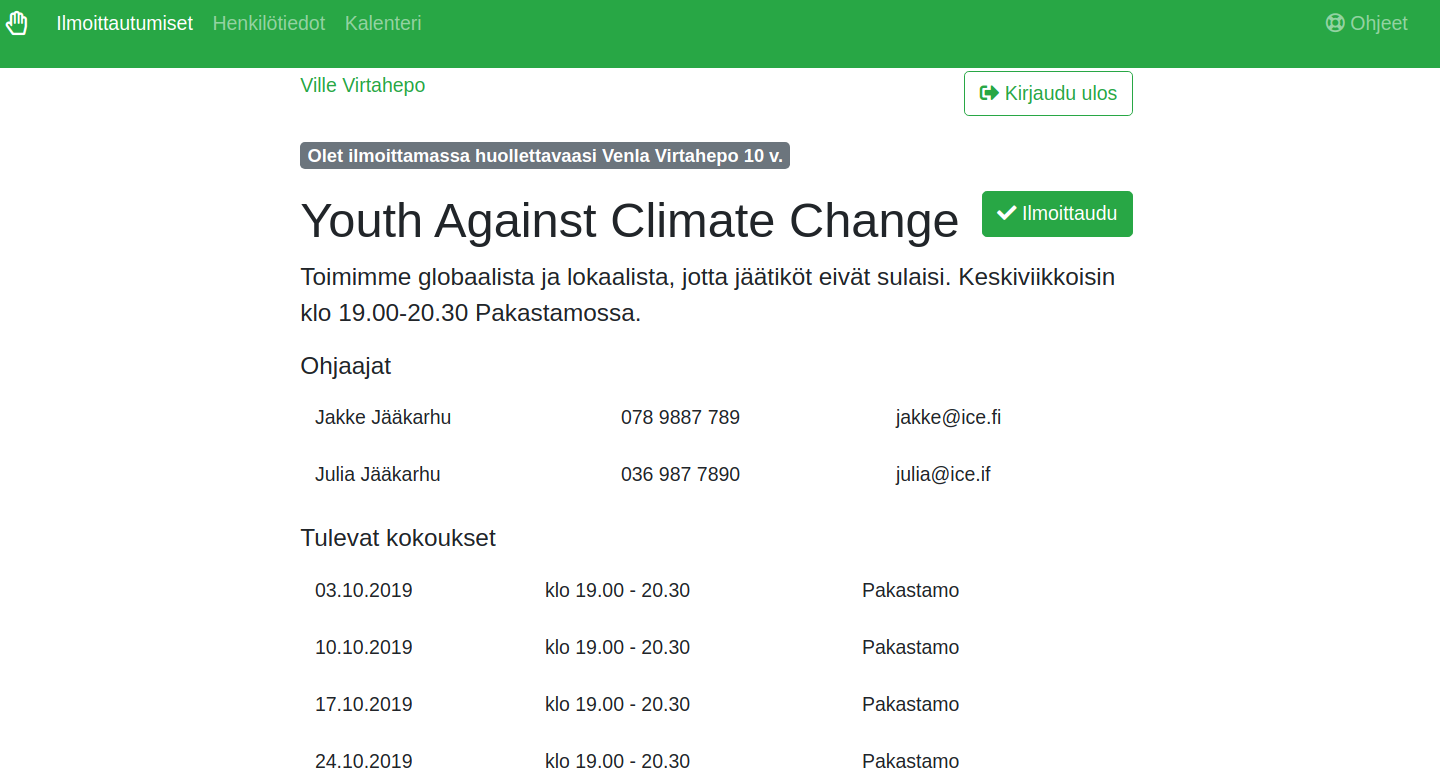 Ilmoittautumiset Henkilötiedot Kalenteri Ohjeet
Ville Virtahepo Kirjaudu ulos
Olet ilmoittamassa huollettavaasi Venla Virtahepo 10 v.
Youth Against Climate Change Ilmoittaudu
Toimimme globaalista ja lokaalista, jotta jäätiköt eivät sulaisi. Keskiviikkoisin
klo 19.00-20.30 Pakastamossa.
Ohjaajat
Jakke Jääkarhu 078 9887 789 jakke@ice.fi
Julia Jääkarhu 036 987 7890 julia@ice.if
Tulevat kokoukset
03.10.2019 klo 19.00 - 20.30 Pakastamo
10.10.2019 klo 19.00 - 20.30 Pakastamo
17.10.2019 klo 19.00 - 20.30 Pakastamo
24.10.2019 klo 19.00 - 20.30 Pakastamo